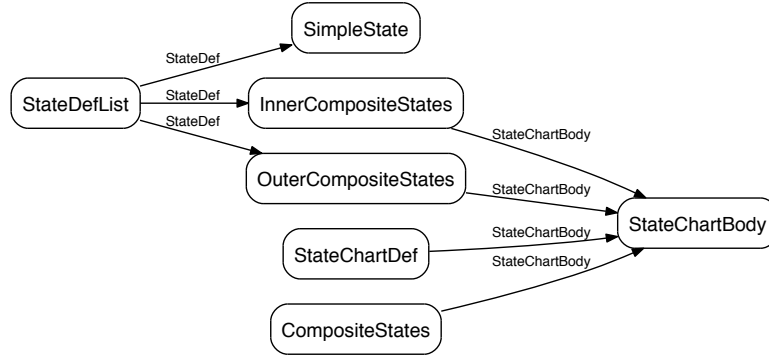 SimpleState
StateDef
StateDefList
StateDef
InnerCompositeStates
StateDef
StateChartBody
OuterCompositeStates
StateChartBody
StateChartBody
StateChartBody
StateChartDef
StateChartBody
CompositeStates